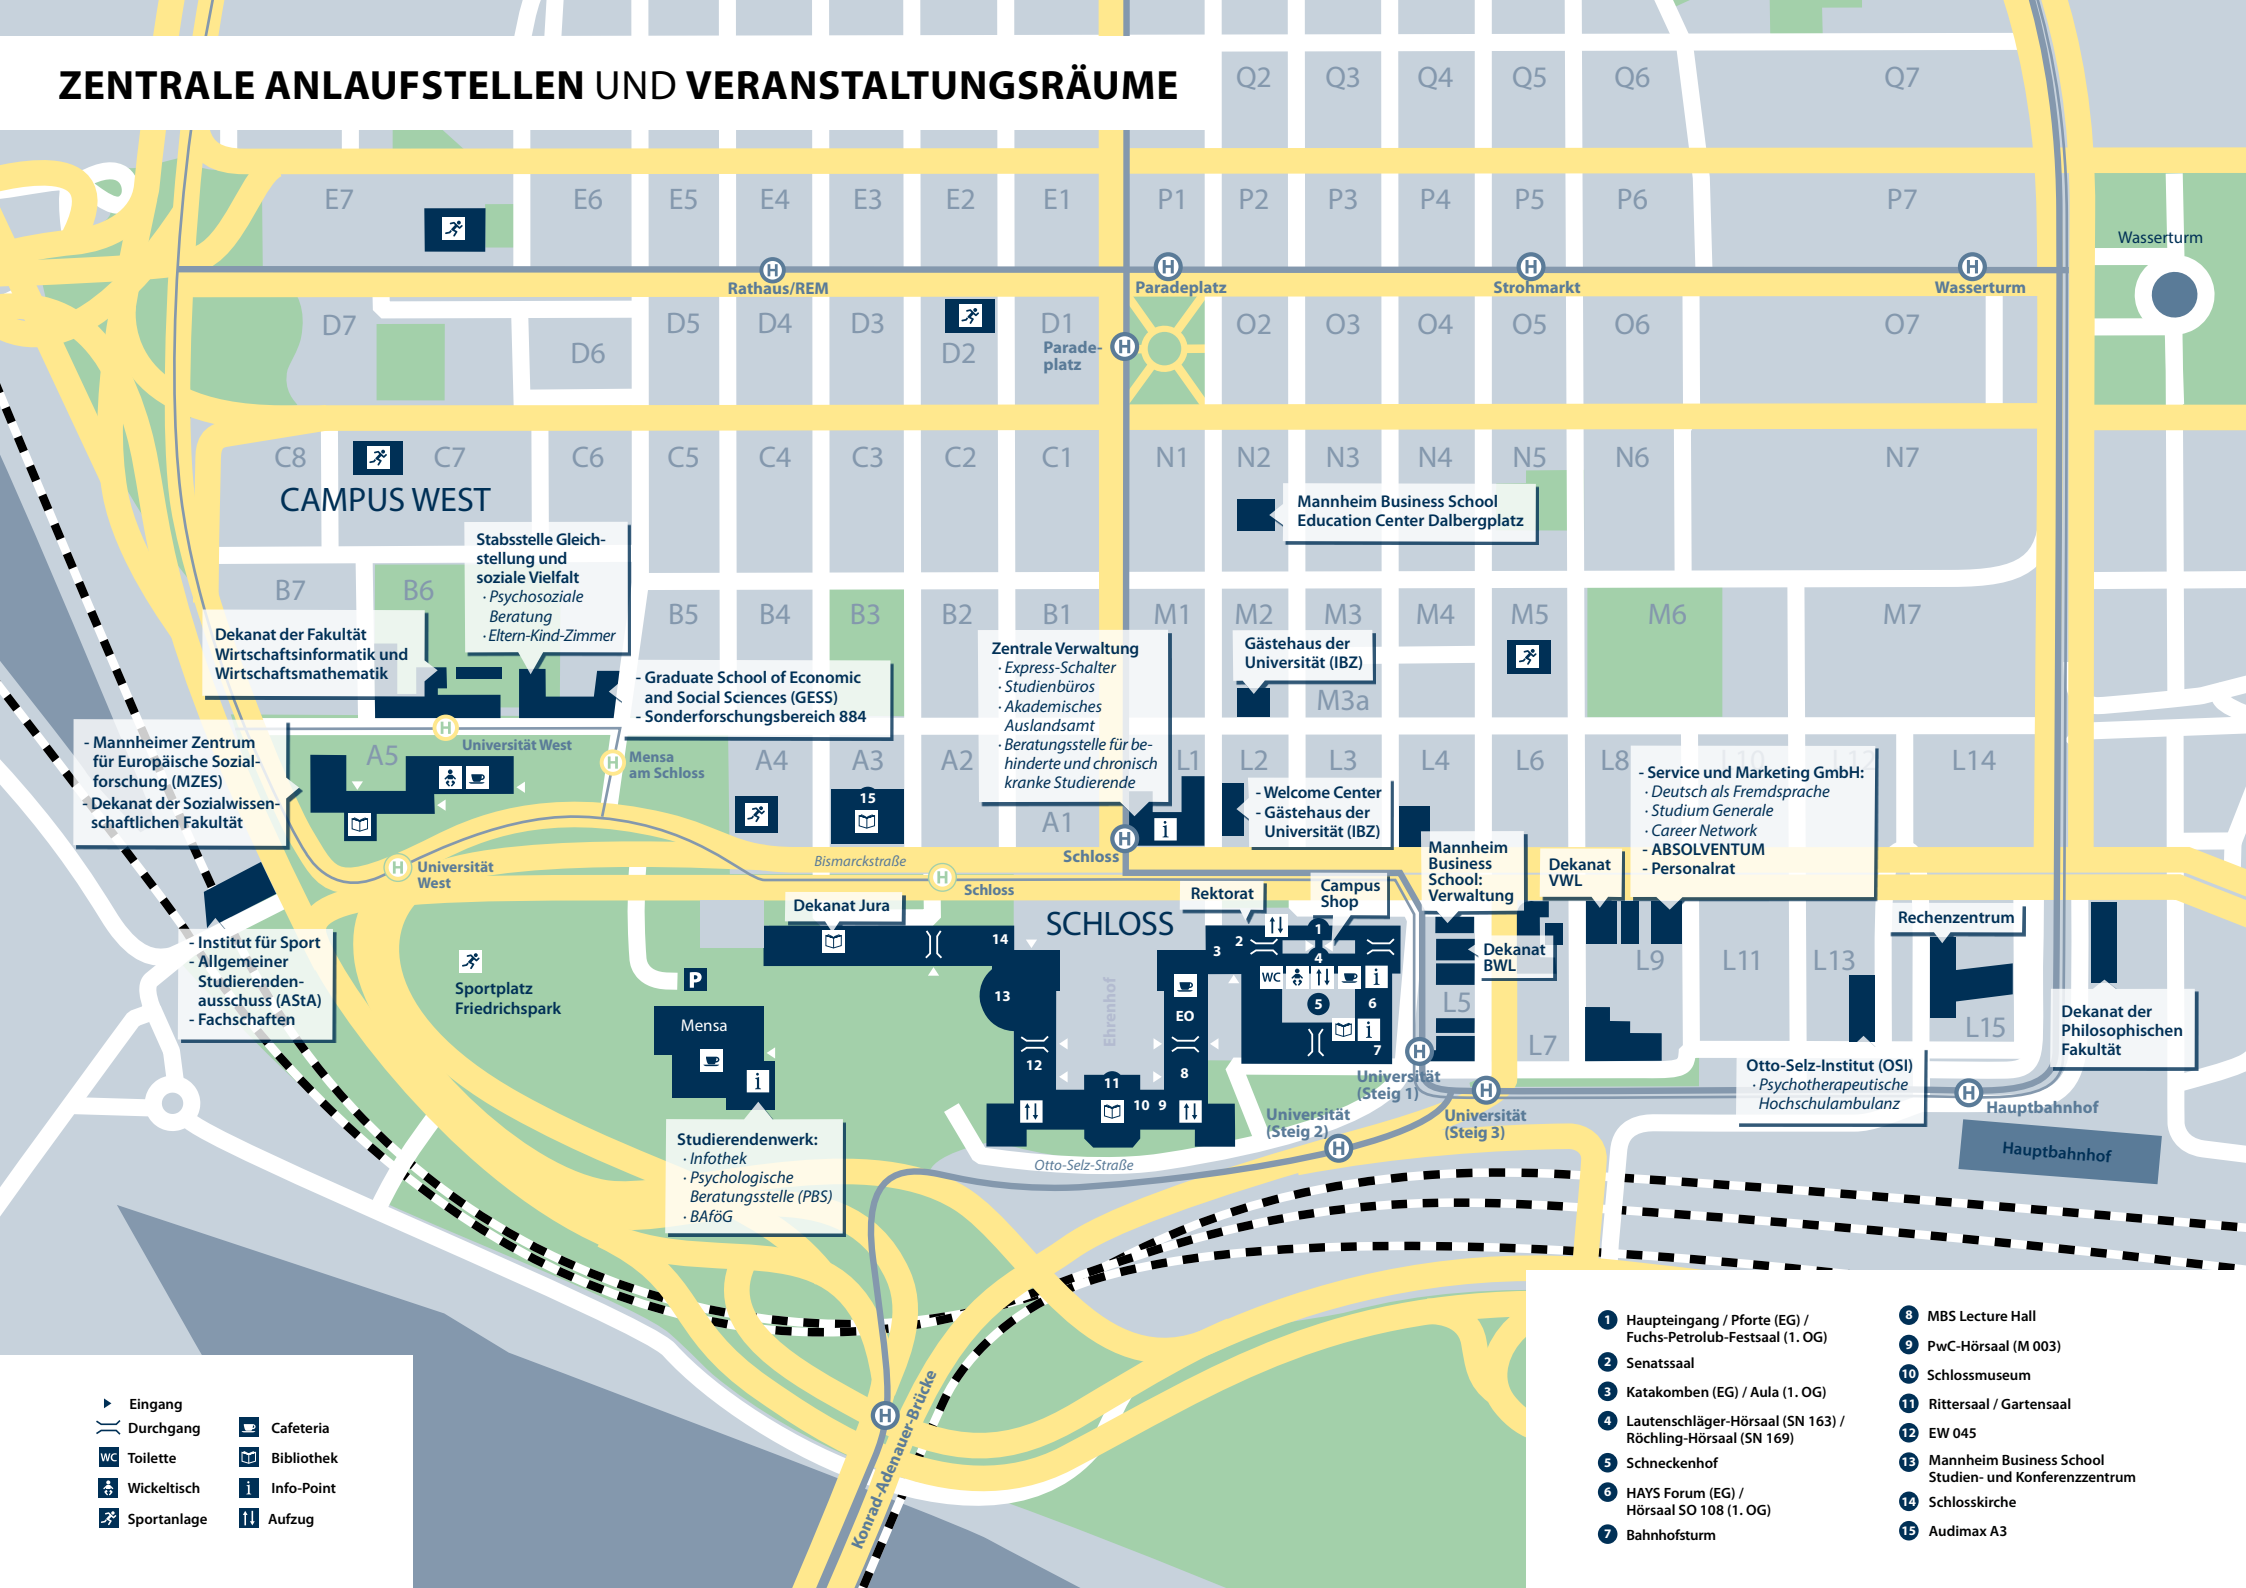 ZENTRALE ANLAUFSTELLEN UND VERANSTALTUNGSRÄUME
Q2
Q3
Q4
Q5
Q6
Q7
E7
E6
E5
E4
E3
E2
E1
P1
P2
P3
P4
P5
P6
P7
Wasserturm
H
Rathaus/REM
H
Paradeplatz
H
Strohmarkt
H
Wasserturm
D7
D6
D5
D4
D3
D2
D1
Parade-
platz
H
O2
O3
O4
O5
O6
O7
C8
C7
C6
C5
C4
C3
C2
C1
N1
N2
N3
N4
N5
N6
N7
CAMPUS WEST
Mannheim Business School
Education Center Dalbergplatz
Stabsstelle Gleich-
stellung und
soziale Vielfalt
· Psychosoziale
Beratung
· Eltern-Kind-Zimmer
B7
B6
B5
B4
B3
B2
B1
M1
M2
M3
M4
M5
M6
M7
M3a
Dekanat der Fakultät
Wirtschaftsinformatik und
Wirtschaftsmathematik
- Graduate School of Economic
and Social Sciences (GESS)
- Sonderforschungsbereich 884
Zentrale Verwaltung
· Express-Schalter
· Studienbüros
· Akademisches
Auslandsamt
· Beratungsstelle für be-
hinderte und chronisch
kranke Studierende
Gästehaus der
Universität (IBZ)
- Mannheimer Zentrum
für Europäische Sozial-
forschung (MZES)
- Dekanat der Sozialwissen-
schaftlichen Fakultät
A5
H
Universität West
H
Mensa
am Schloss
A4
A3
A2
A1
15
L1
L2
L3
L4
L6
L8
L10
L12
L14
i
- Welcome Center
- Gästehaus der
Universität (IBZ)
- Service und Marketing GmbH:
· Deutsch als Fremdsprache
· Studium Generale
· Career Network
- ABSOLVENTUM
- Personalrat
Mannheim
Business
School:
Verwaltung
Dekanat
VWL
H
Universität
West
Bismarckstraße
H
Schloss
H
Schloss
Dekanat Jura
SCHLOSS
Rektorat
Campus
Shop
Dekanat
BWL
Rechenzentrum
- Institut für Sport
- Allgemeiner
Studierenden-
ausschuss (AStA)
- Fachschaften
Sportplatz
Friedrichspark
P
Mensa
i
14
13
12
11
10
9
8
EO
Ehrenhof
1
2
3
4
WC
i
5
6
i
7
L5
L7
L9
L11
L13
L15
Dekanat der
Philosophischen
Fakultät
Otto-Selz-Institut (OSI)
· Psychotherapeutische
Hochschulambulanz
H
Universität
(Steig 1)
H
Universität
(Steig 2)
H
Universität
(Steig 3)
H
Hauptbahnhof
Hauptbahnhof
Otto-Selz-Straße
Studierendenwerk:
· Infothek
· Psychologische
Beratungsstelle (PBS)
· BAföG
H
Konrad-Adenauer-Brücke
Eingang
Durchgang
WC Toilette
Wickeltisch
Sportanlage
Cafeteria
Bibliothek
i Info-Point
Aufzug
1 Haupteingang / Pforte (EG) /
Fuchs-Petrolub-Festsaal (1. OG)
2 Senatssaal
3 Katakomben (EG) / Aula (1. OG)
4 Lautenschläger-Hörsaal (SN 163) /
Röchling-Hörsaal (SN 169)
5 Schneckenhof
6 HAYS Forum (EG) /
Hörsaal SO 108 (1. OG)
7 Bahnhofsturm
8 MBS Lecture Hall
9 PwC-Hörsaal (M 003)
10 Schlossmuseum
11 Rittersaal / Gartensaal
12 EW 045
13 Mannheim Business School
Studien- und Konferenzzentrum
14 Schlosskirche
15 Audimax A3